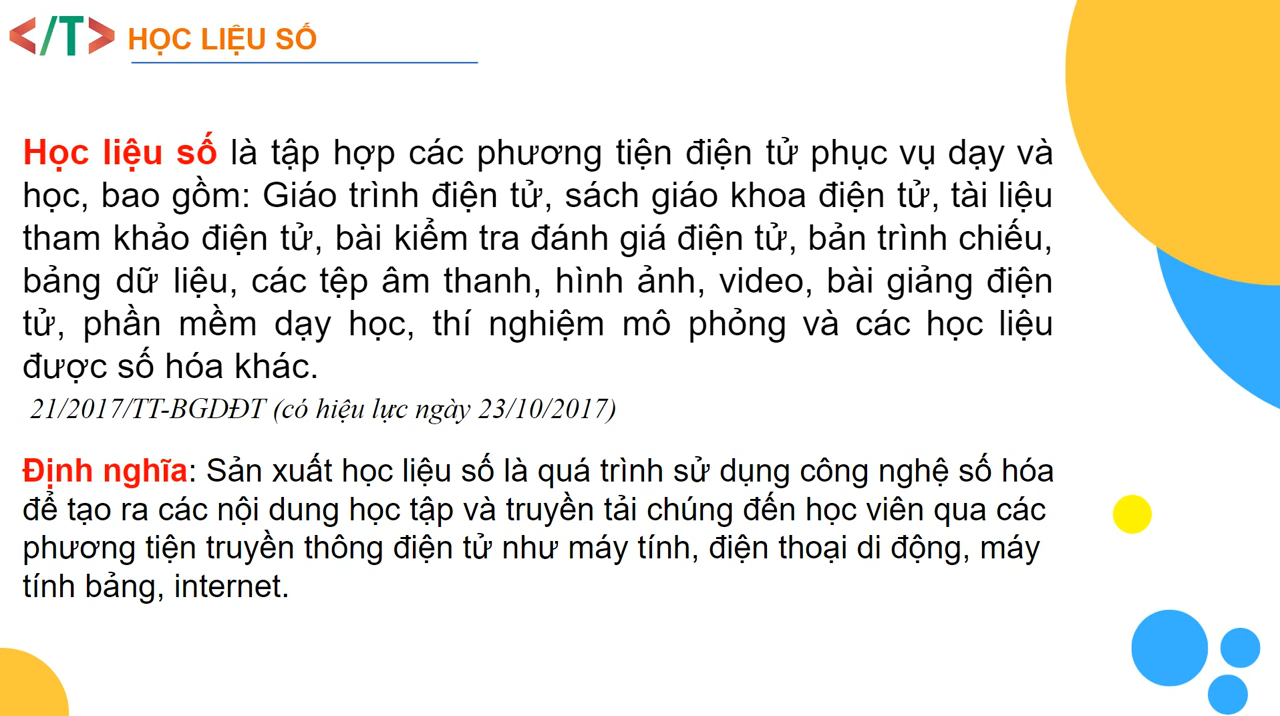 </T> HỌC LIỆU SỐ
Học liệu số là tập hợp các phương tiện điện tử phục vụ dạy và
học, bao gồm: Giáo trình điện tử, sách giáo khoa điện tử, tài liệu
tham khảo điện tử, bài kiểm tra đánh giá điện tử, bản trình chiếu,
bảng dữ liệu, các tệp âm thanh, hình ảnh, video, bài giảng điện
tử, phần mềm dạy học, thí nghiệm mô phỏng và các học liệu
được số hóa khác.
21/2017/TT-BGDĐT (có hiệu lực ngày 23/10/2017)
Định nghĩa: Sản xuất học liệu số là quá trình sử dụng công nghệ số hóa
để tạo ra các nội dung học tập và truyền tải chúng đến học viên qua các
phương tiện truyền thông điện tử như máy tính, điện thoại di động, máy
tính bảng, internet.